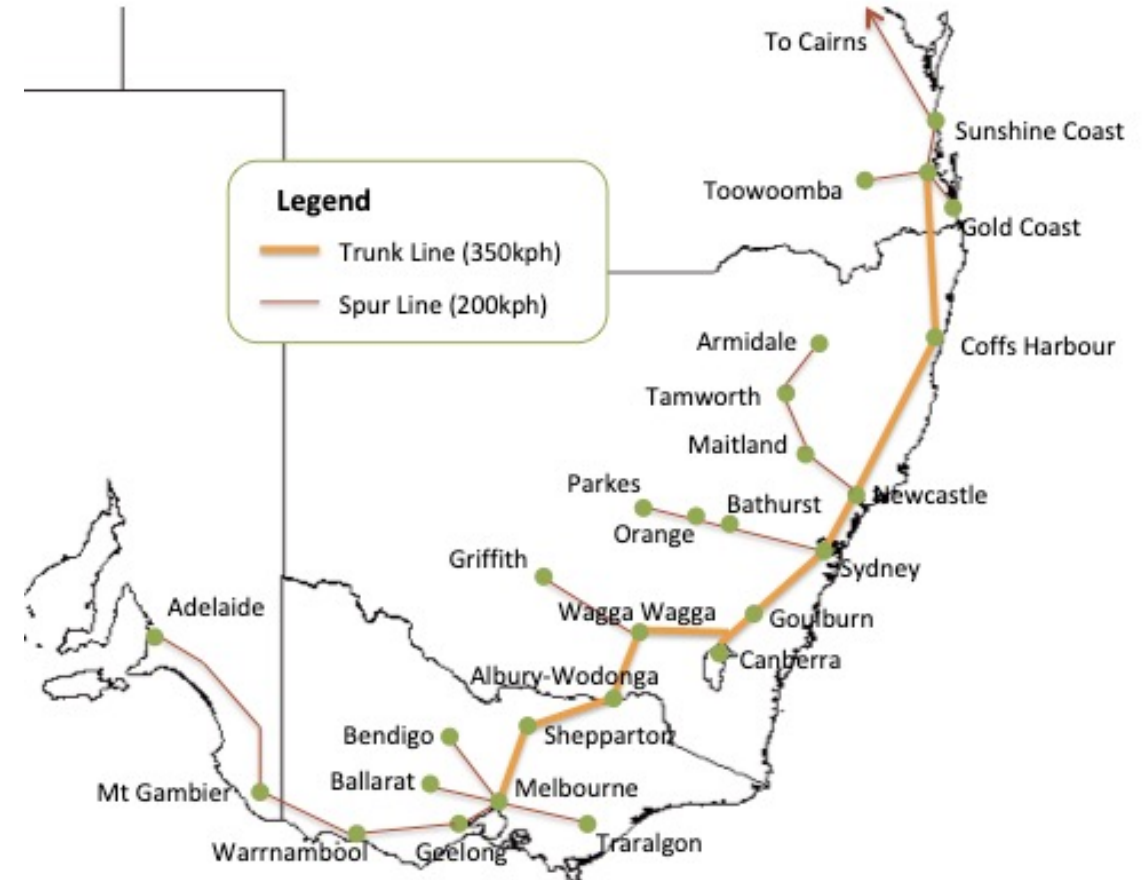 To Cairns
Sunshine Coast
Toowoomba
Gold Coast
Legend
Trunk Line (350kph)
Spur Line (200kph)
Armidale
Coffs Harbour
Tamworth
Maitland
Parkes
Newcastle
Bathurst
Orange
Griffith
Sydney
Adelaide
Wagga Wagga
Goulburn
Canberra
Albury-Wodonga
Bendigo
Shepparton
Ballarat
Melbourne
Mt Gambier
Warrnambool
Geelong
Traralgon